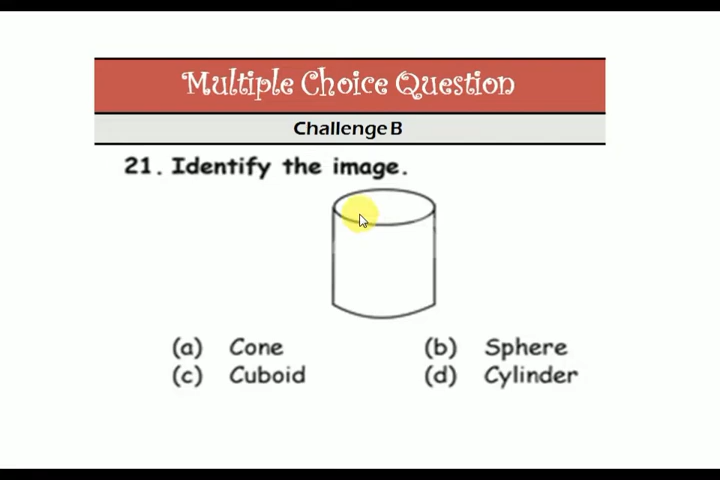 Multiple Choice Question
Challenge B
21. Identify the image.
(a) Cone (b) Sphere
(c) Cuboid (d) Cylinder